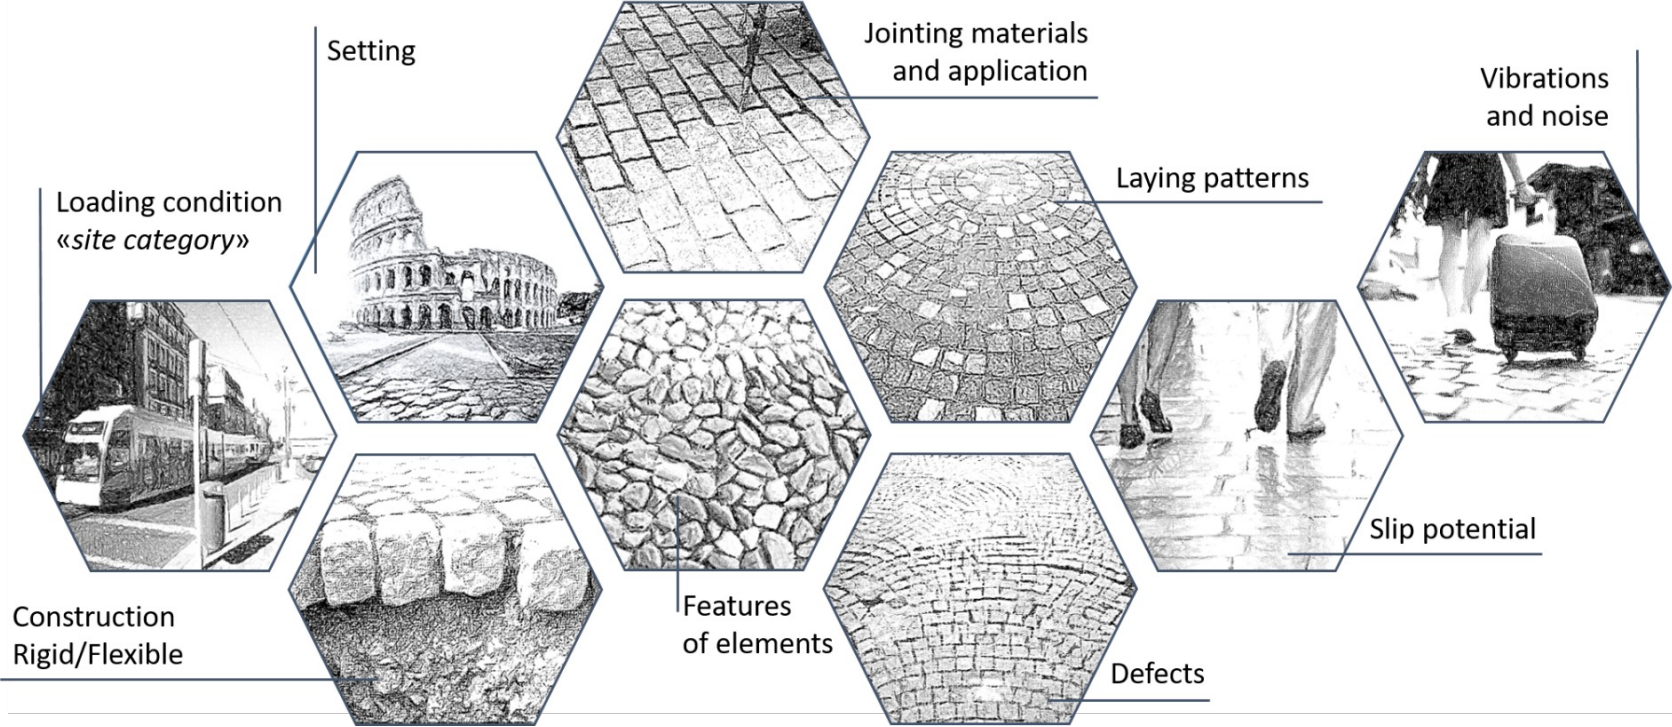 Setting
Jointing materials
and application
Vibrations
and noise
Laying patterns
Loading condition
«site category»
Slip potential
Construction
Rigid/Flexible
Features
of elements
Defects